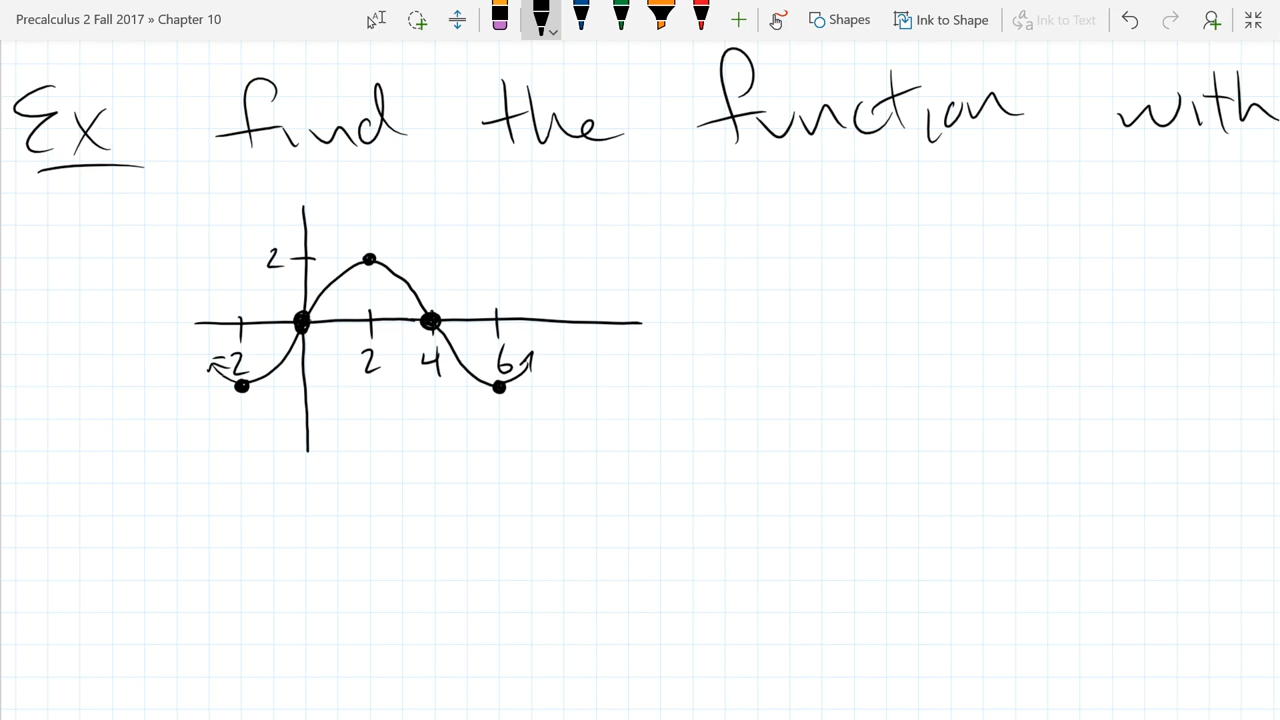 Precalculus 2 Fall 2017 » Chapter 10
Shapes
Ink to Shape
Ink to Text
Ex find the function with
2
-2 2 4 6